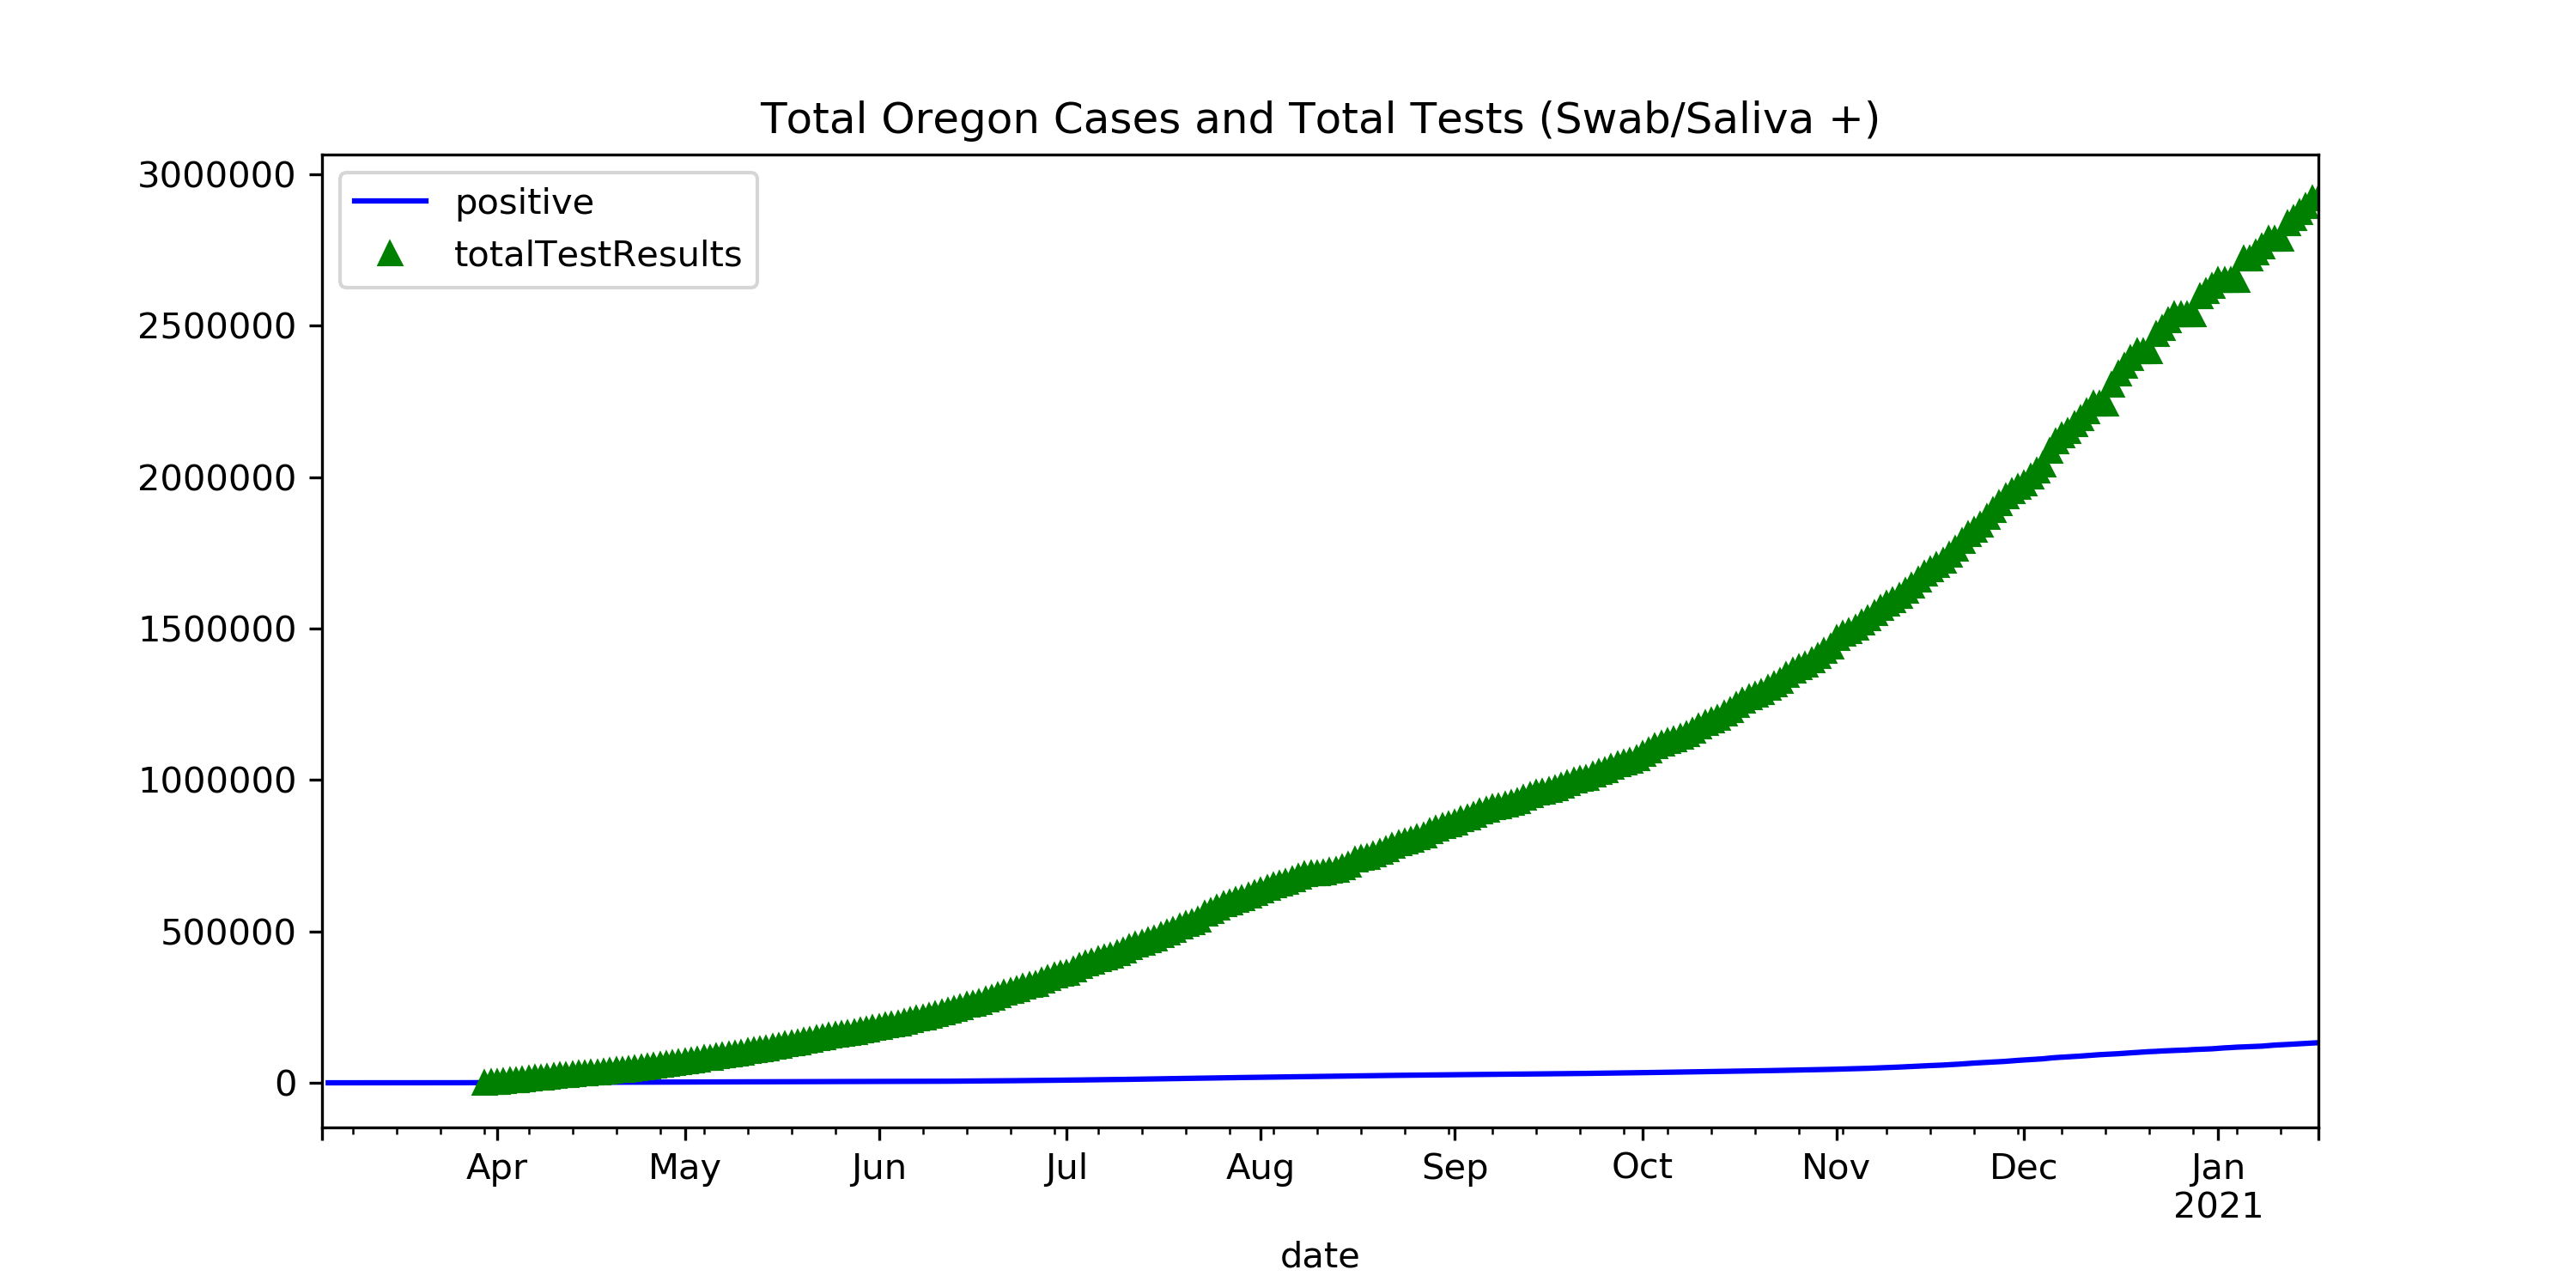 Total Oregon Cases and Total Tests (Swab/Saliva +)
positive
totalTestResults
3000000
2500000
2000000
1500000
1000000
500000
0
Apr May Jun Jul Aug Sep Oct Nov Dec Jan
2021
date